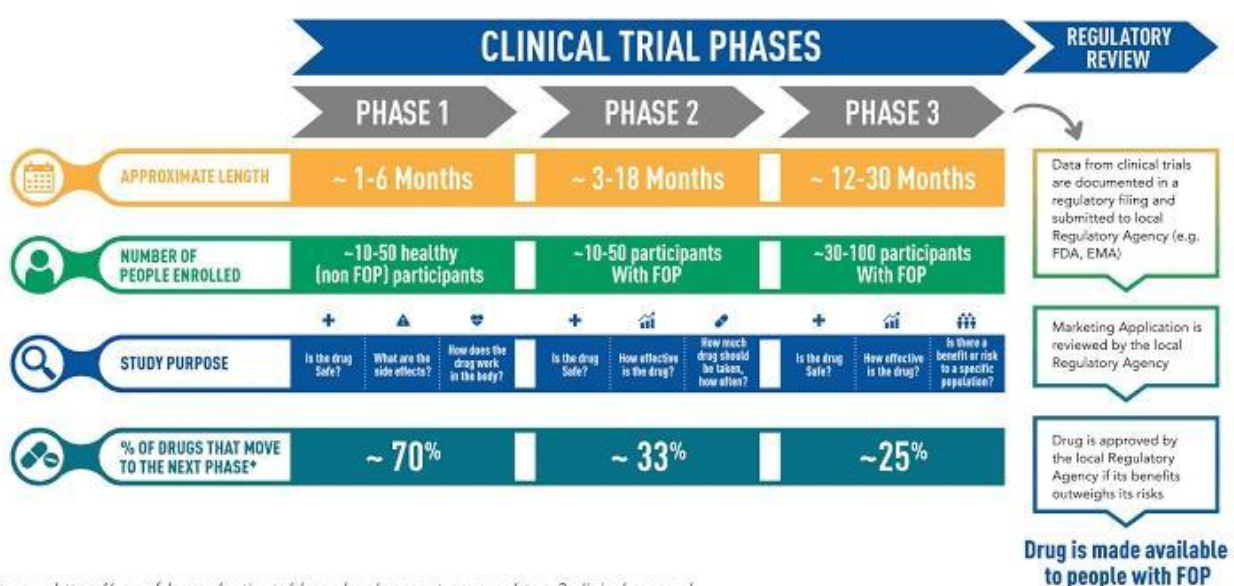 CLINICAL TRIAL PHASES
REGULATORY
REVIEW
PHASE 1
PHASE 2
PHASE 3
APPROXIMATE LENGTH
~ 1-6 Months
~ 3-18 Months
~ 12-30 Months
NUMBER OF
PEOPLE ENROLLED
~10-50 healthy
(non FOP) participants
~10-50 participants
With FOP
~30-100 participants
With FOP
STUDY PURPOSE
Is the drug
Safe?
What are the
side effects?
How does the
drug work
in the body?
Is the drug
Safe?
How effective
is the drug?
How much
drug should
be taken,
how often?
Is the drug
Safe?
How effective
is the drug?
Is there a
benefit or risk
to a specific
population?
% OF DRUGS THAT MOVE
TO THE NEXT PHASE*
~ 70%
~ 33%
~25%
Data from clinical trials
are documented in a
regulatory filing and
submitted to local
Regulatory Agency (e.g.
FDA, EMA)
Marketing Application is
reviewed by the local
Regulatory Agency
Drug is approved by
the local Regulatory
Agency if its benefits
outweighs its risks
Drug is made available
to people with FOP